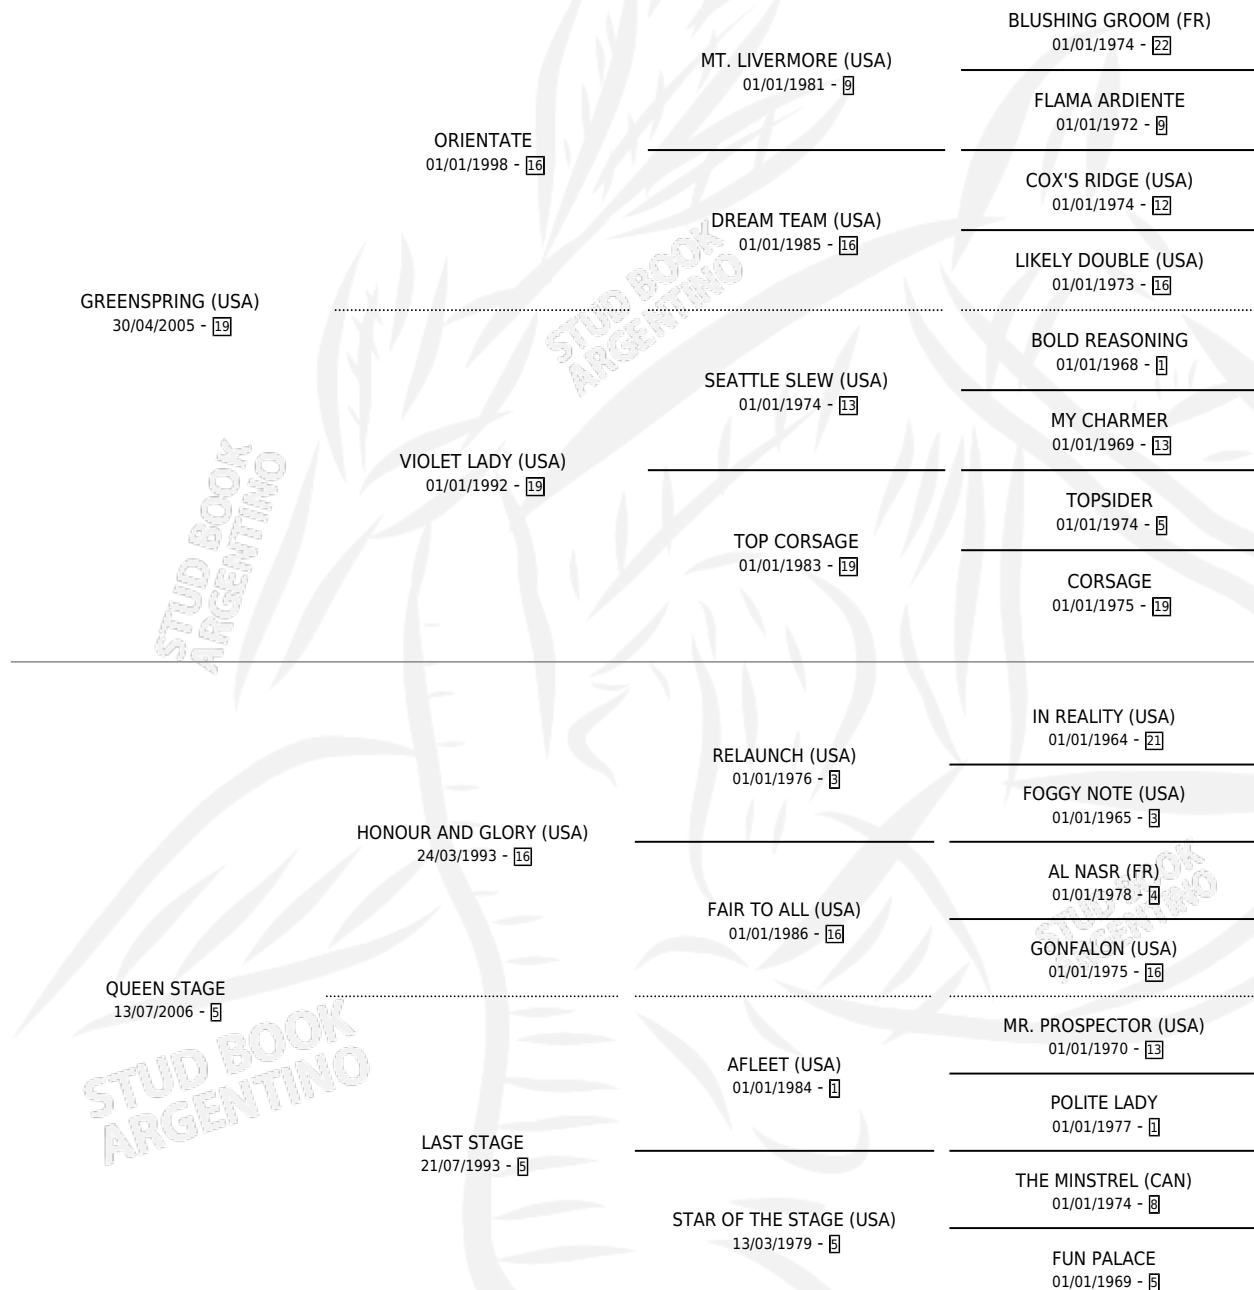 BLUSHING GROOM (FR)
01/01/1974 - 22
MT. LIVERMORE (USA)
01/01/1981 - 9
FLAMA ARDIENTE
01/01/1972 - 9
ORIENTATE
01/01/1998 - 16
COX'S RIDGE (USA)
01/01/1974 - 12
DREAM TEAM (USA)
01/01/1985 - 16
LIKELY DOUBLE (USA)
01/01/1973 - 16
GREENSPRING (USA)
30/04/2005 - 19
BOLD REASONING
01/01/1968 - 1
SEATTLE SLEW (USA)
01/01/1974 - 13
MY CHARMER
01/01/1969 - 13
VIOLET LADY (USA)
01/01/1992 - 19
TOPSIDER
01/01/1974 - 5
TOP CORSAGE
01/01/1983 - 19
CORSAGE
01/01/1975 - 19
STUD BOOK
ARGENTINO
STUD BOOK
ARGENTINO
IN REALITY (USA)
01/01/1964 - 21
RELAUNCH (USA)
01/01/1976 - 3
FOGGY NOTE (USA)
01/01/1965 - 3
HONOUR AND GLORY (USA)
24/03/1993 - 16
AL NASR (FR)
01/01/1978 - 4
FAIR TO ALL (USA)
01/01/1986 - 16
GONFALON (USA)
01/01/1975 - 16
QUEEN STAGE
13/07/2006 - 5
MR. PROSPECTOR (USA)
01/01/1970 - 13
AFLEET (USA)
01/01/1984 - 1
POLITE LADY
01/01/1977 - 1
LAST STAGE
21/07/1993 - 5
THE MINSTREL (CAN)
01/01/1974 - 8
STAR OF THE STAGE (USA)
13/03/1979 - 5
FUN PALACE
01/01/1969 - 5
STUD BOOK
ARGENTINO
STUD BOOK
ARGENTINO